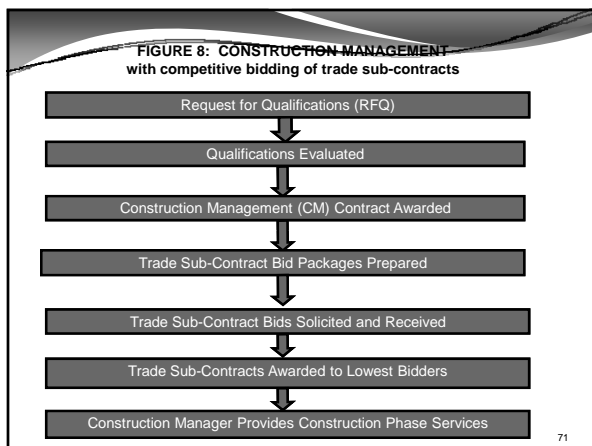 FIGURE 8: CONSTRUCTION MANAGEMENT
with competitive bidding of trade sub-contracts
Request for Qualifications (RFQ)
Qualifications Evaluated
Construction Management (CM) Contract Awarded
Trade Sub-Contract Bid Packages Prepared
Trade Sub-Contract Bids Solicited and Received
Trade Sub-Contracts Awarded to Lowest Bidders
Construction Manager Provides Construction Phase Services
71